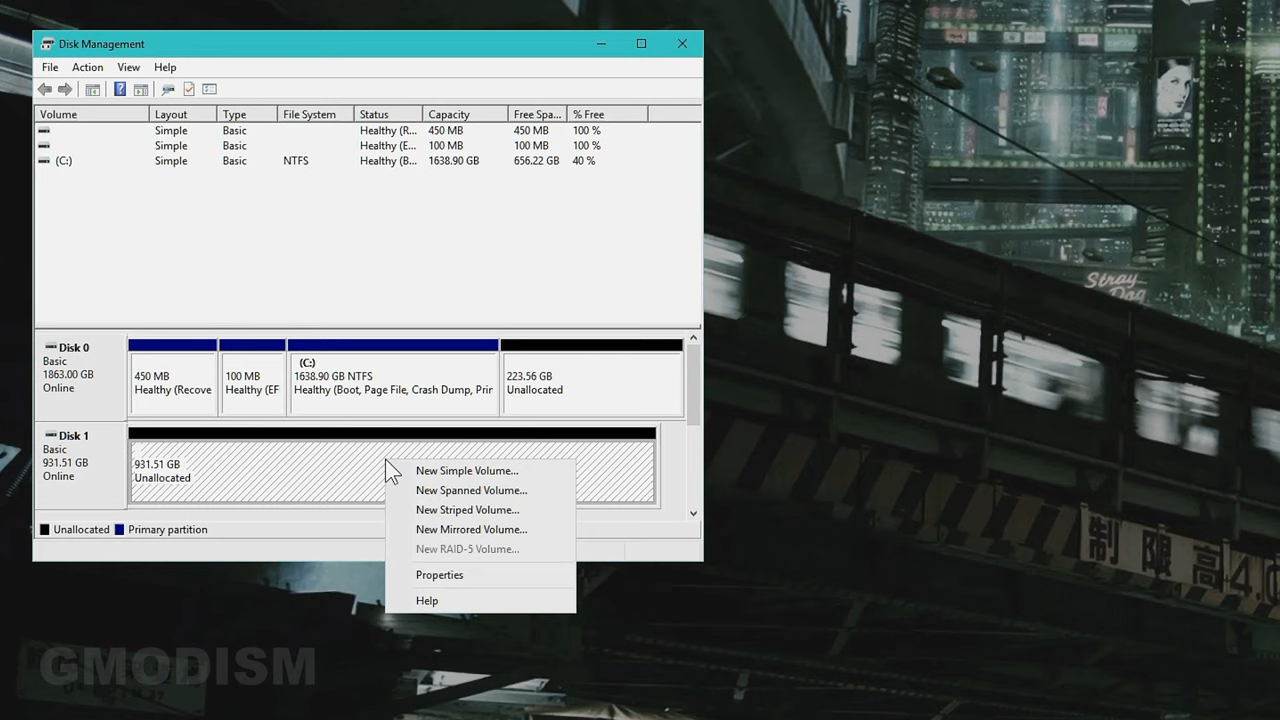 Disk Management
File Action View Help
Volume Layout Type File System Status Capacity Free Spa... % Free
Simple Basic Healthy (R... 450 MB 450 MB 100 %
Simple Basic Healthy (E... 100 MB 100 MB 100 %
(C:) Simple Basic NTFS Healthy (B... 1638.90 GB 656.22 GB 40 %
Disk 0
Basic
1863.00 GB
Online
450 MB
Healthy (Recove
100 MB
Healthy (EF
(C:)
1638.90 GB NTFS
Healthy (Boot, Page File, Crash Dump, Prir
223.56 GB
Unallocated
Disk 1
Basic
931.51 GB
Online
931.51 GB
Unallocated
New Simple Volume...
New Spanned Volume...
New Striped Volume...
New Mirrored Volume...
New RAID-5 Volume...
Properties
Help
Unallocated Primary partition
Stray
Dog
制限高4.0
GMODISM